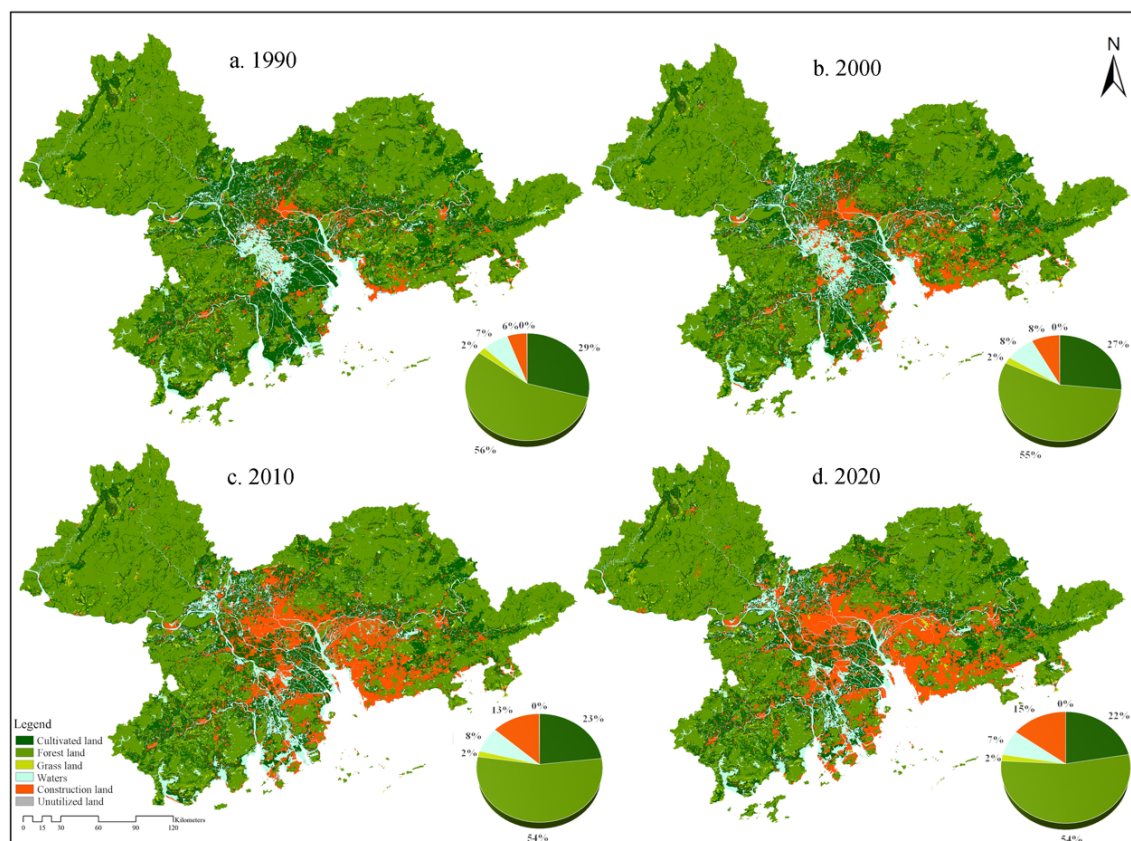 a. 1990
b. 2000
N
7%
6%
0%
2%
29%
56%
8%
8%
0%
2%
27%
55%
c. 2010
d. 2020
13%
0%
8%
2%
23%
54%
15%
0%
7%
2%
22%
54%
Legend
Cultivated land
Forest land
Grass land
Waters
Construction land
Unutilized land
Kilometers
0 15 30 60 90 120